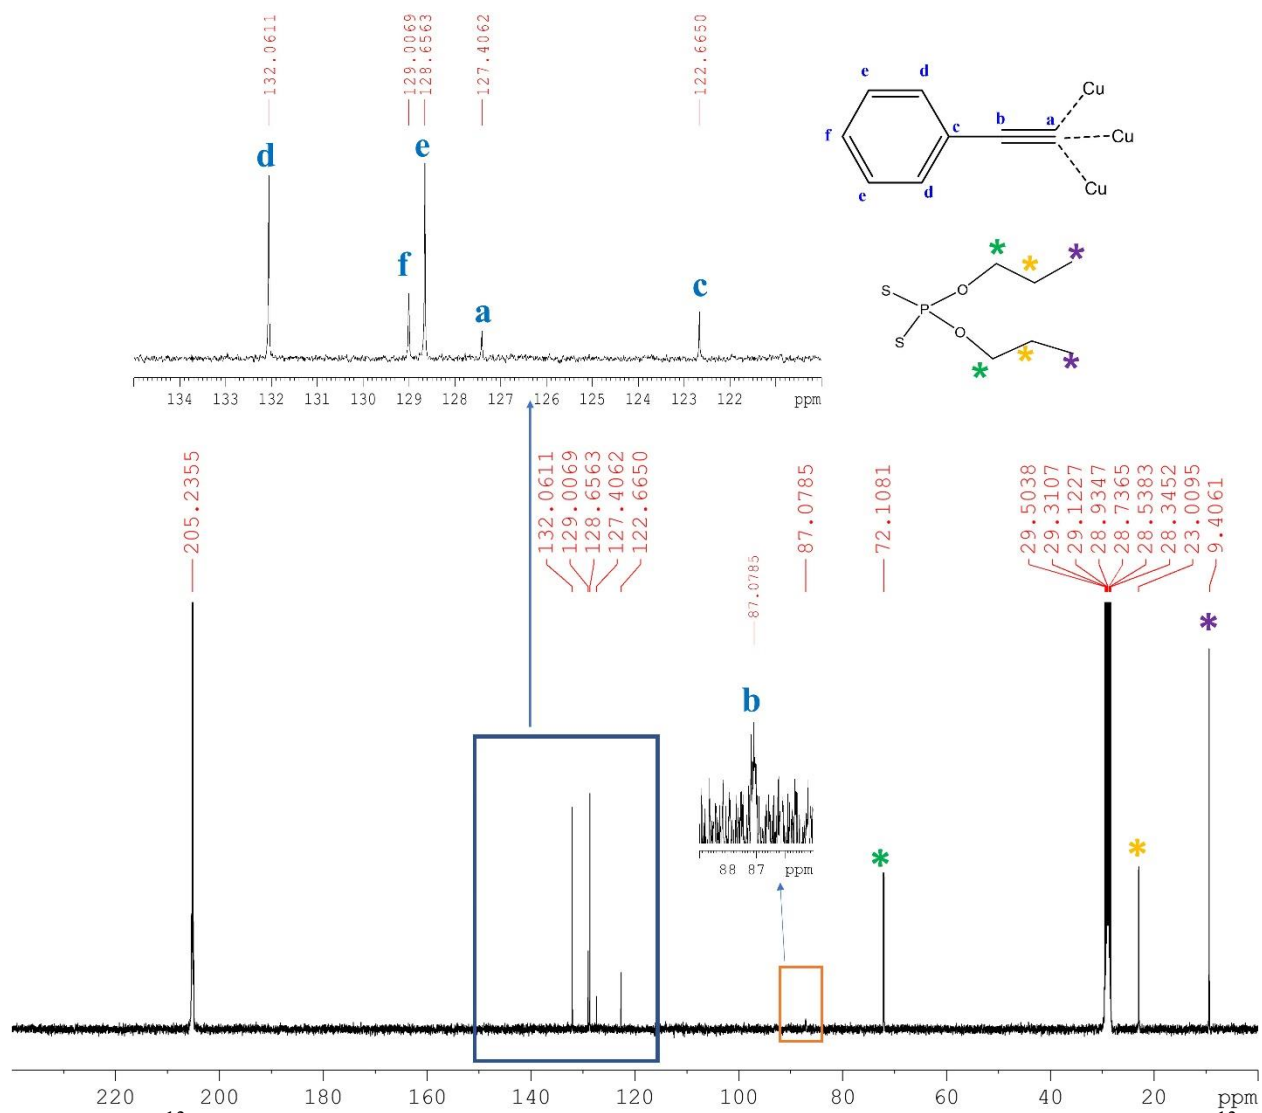 132.0611
129.0069
128.6563
127.4062
122.6650
d
e
f
a
c
134 133 132 131 130 129 128 127 126 125 124 123 122 ppm
e d
f c b a
e d
Cu
Cu
Cu
* * *
S
P
O
O
S
* * *
205.2355
132.0611
129.0069
128.6563
127.4062
122.6650
87.0785
72.1081
29.5038
29.3107
29.1227
28.9347
28.7365
28.5383
28.3452
23.0095
9.4061
87.0785
b
88 87 ppm
* * *
220 200 180 160 140 120 100 80 60 40 20 ppm